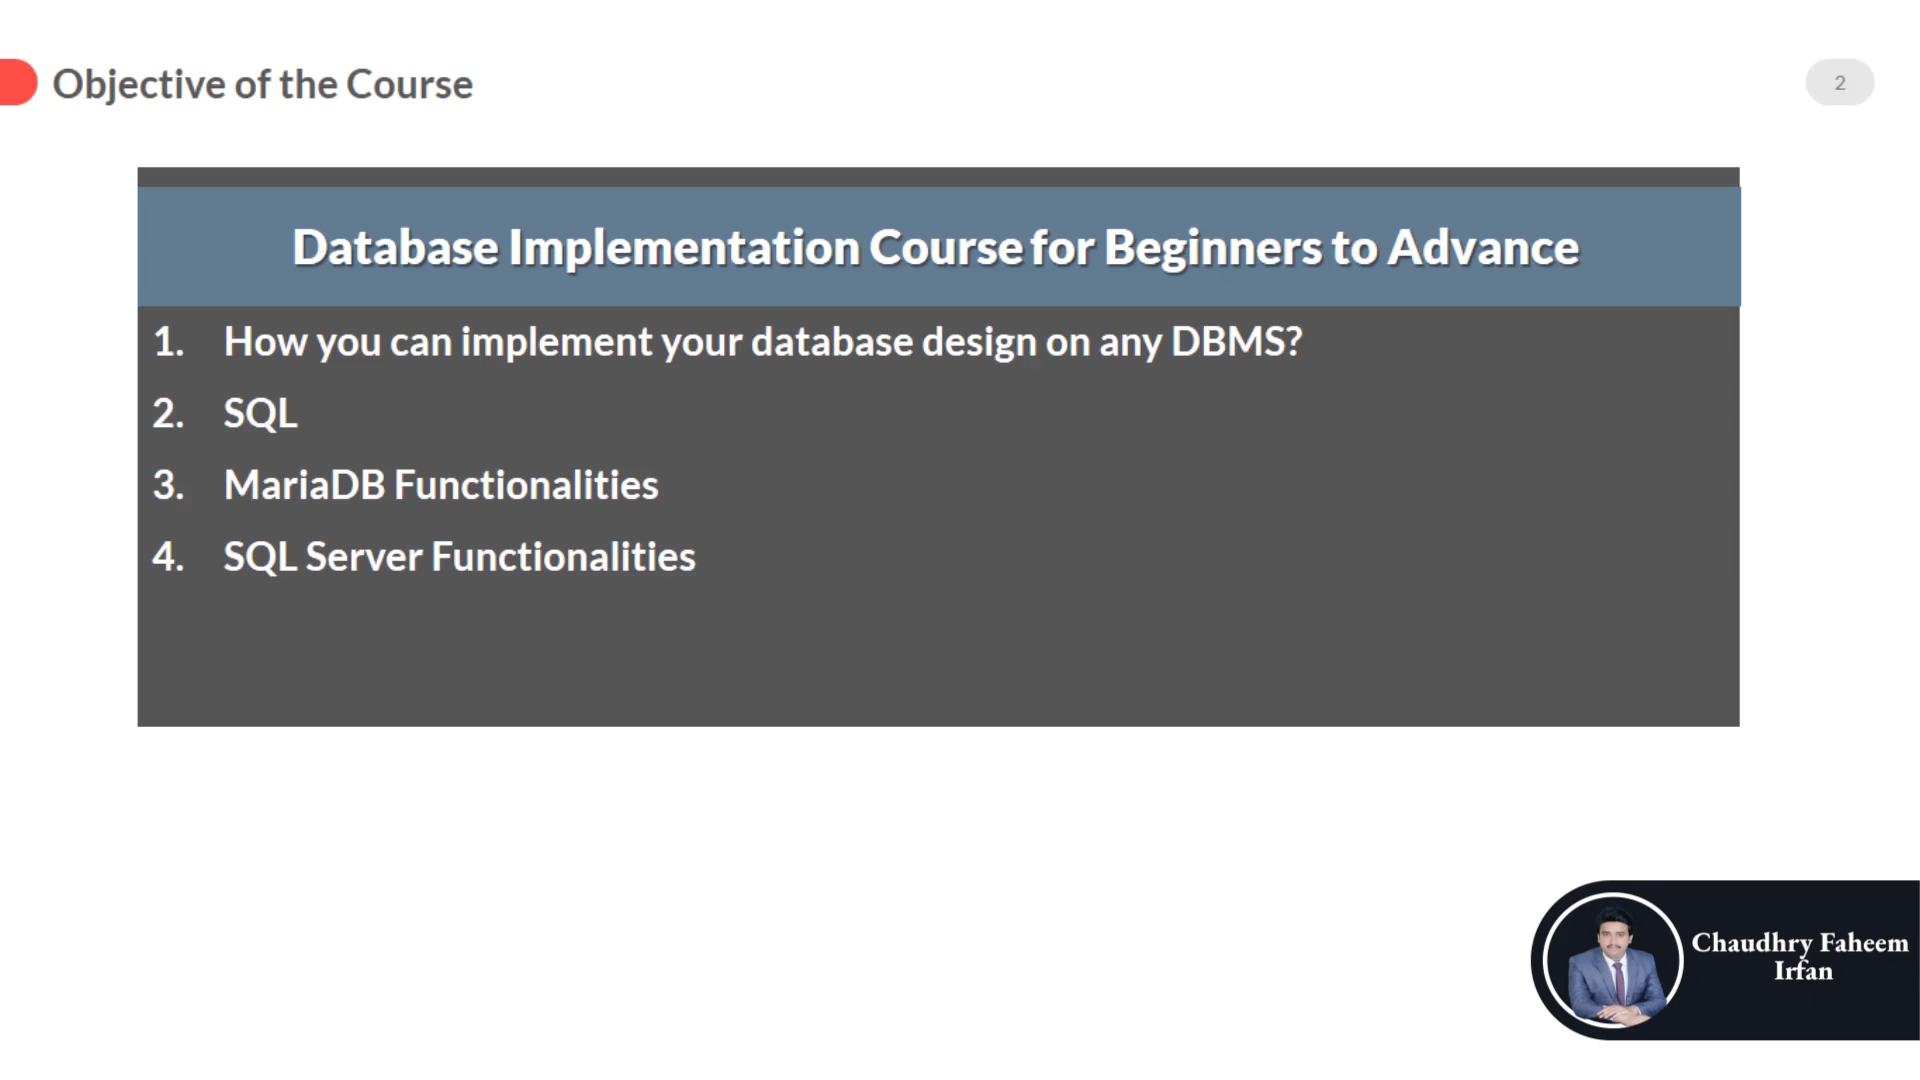 Objective of the Course
2
Database Implementation Course for Beginners to Advance
1. How you can implement your database design on any DBMS?
2. SQL
3. MariaDB Functionalities
4. SQL Server Functionalities
Chaudhry Faheem
Irfan